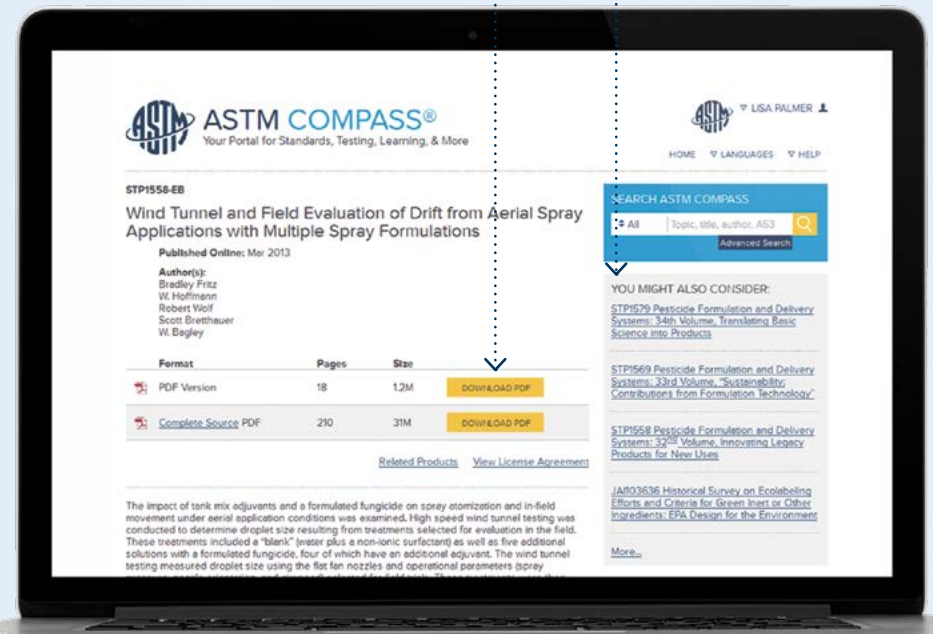 ASTM
ASTM COMPASS®
Your Portal for Standards, Testing, Learning, & More
ASTM
LISA PALMER
HOME LANGUAGES HELP
STP1558-EB
Wind Tunnel and Field Evaluation of Drift from Aerial Spray
Applications with Multiple Spray Formulations
Published Online: Mar 2013
Author(s):
Bradley Fritz
W. Hoffmann
Robert Wolf
Scott Bretthauer
W. Bagley
Format Pages Size
PDF Version 18 1.2M DOWNLOAD PDF
Complete Source PDF 210 31M DOWNLOAD PDF
Related Products View License Agreement
The impact of tank mix adjuvants and a formulated fungicide on spray atomization and in-field
movement under aerial application conditions was examined. High speed wind tunnel testing was
conducted to determine droplet size resulting from treatments selected for evaluation in the field.
These treatments included a "blank" (water plus a non-ionic surfactant) as well as five additional
solutions with a formulated fungicide, four of which have an additional adjuvant. The wind tunnel
testing measured droplet size using the flat fan nozzles and operational parameters (spray
SEARCH ASTM COMPASS
All Topic, title, author, A53
Advanced Search
YOU MIGHT ALSO CONSIDER:
STP1579 Pesticide Formulation and Delivery
Systems: 34th Volume, Translating Basic
Science into Products
STP1569 Pesticide Formulation and Delivery
Systems: 33rd Volume, "Sustainability:
Contributions from Formulation Technology"
STP1558 Pesticide Formulation and Delivery
Systems: 32nd Volume, Innovating Legacy
Products for New Uses
JAI103636 Historical Survey on Ecolabeling
Efforts and Criteria for Green Inert or Other
Ingredients: EPA Design for the Environment
More...